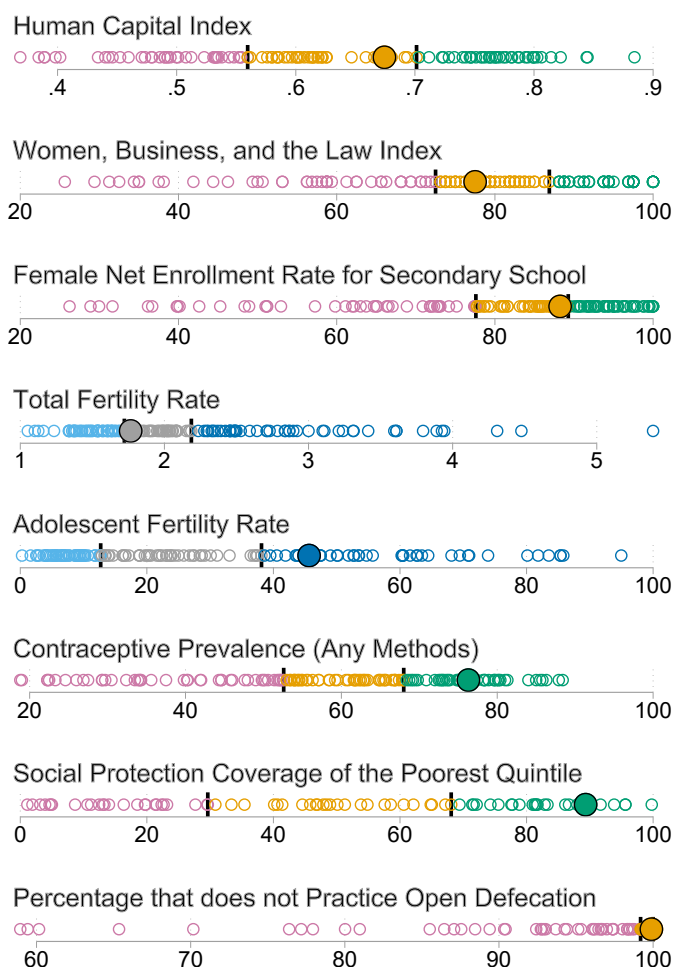 Human Capital Index
.4 .5 .6 .7 .8 .9
Women, Business, and the Law Index
20 40 60 80 100
Female Net Enrollment Rate for Secondary School
20 40 60 80 100
Total Fertility Rate
1 2 3 4 5
Adolescent Fertility Rate
0 20 40 60 80 100
Contraceptive Prevalence (Any Methods)
20 40 60 80 100
Social Protection Coverage of the Poorest Quintile
0 20 40 60 80 100
Percentage that does not Practice Open Defecation
60 70 80 90 100